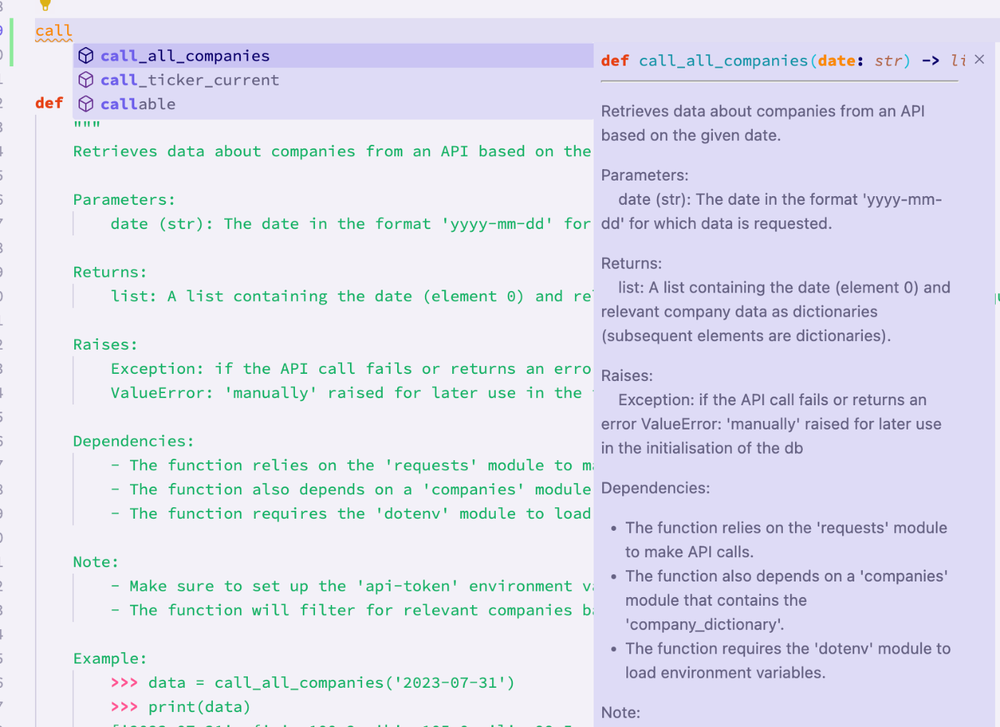 call
call_all_companies
call_ticker_current
callable
def
"""
Retrieves data about companies from an API based on the
Parameters:
date (str): The date in the format 'yyyy-mm-dd' for
Returns:
list: A list containing the date (element 0) and
Raises:
Exception: if the API call fails or returns an
ValueError: 'manually' raised for later use in the
Dependencies:
- The function relies on the 'requests' module to
- The function also depends on a 'companies' module
- The function requires the 'dotenv' module to load
Note:
- Make sure to set up the 'api-token' environment
- The function will filter for relevant companies
Example:
>>> data = call_all_companies('2023-07-31')
>>> print(data)
def call_all_companies(date: str) -> li
Retrieves data about companies from an API
based on the given date.
Parameters:
date (str): The date in the format 'yyyy-mm-
dd' for which data is requested.
Returns:
list: A list containing the date (element 0) and
relevant company data as dictionaries
(subsequent elements are dictionaries).
Raises:
Exception: if the API call fails or returns an
error ValueError: 'manually' raised for later use
in the initialisation of the db
Dependencies:
• The function relies on the 'requests' module
to make API calls.
• The function also depends on a 'companies'
module that contains the
'company_dictionary'.
• The function requires the 'dotenv' module to
load environment variables.
Note: